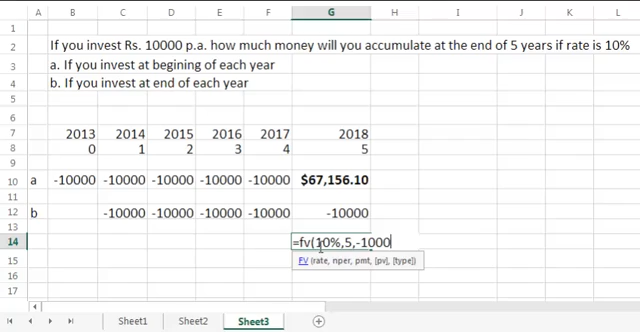 A B C D E F G H I J K L
1
2 If you invest Rs. 10000 p.a. how much money will you accumulate at the end of 5 years if rate is 10%
3 a. If you invest at begining of each year
4 b. If you invest at end of each year
5
6
7 2013 2014 2015 2016 2017 2018
8 0 1 2 3 4 5
9
10 a -10000 -10000 -10000 -10000 -10000 $67,156.10
11
12 b -10000 -10000 -10000 -10000 -10000
13
14 =fv(10%,5,-1000
15 FV (rate, nper, pmt, [pv], [type])
16
17
Sheet1 Sheet2 Sheet3